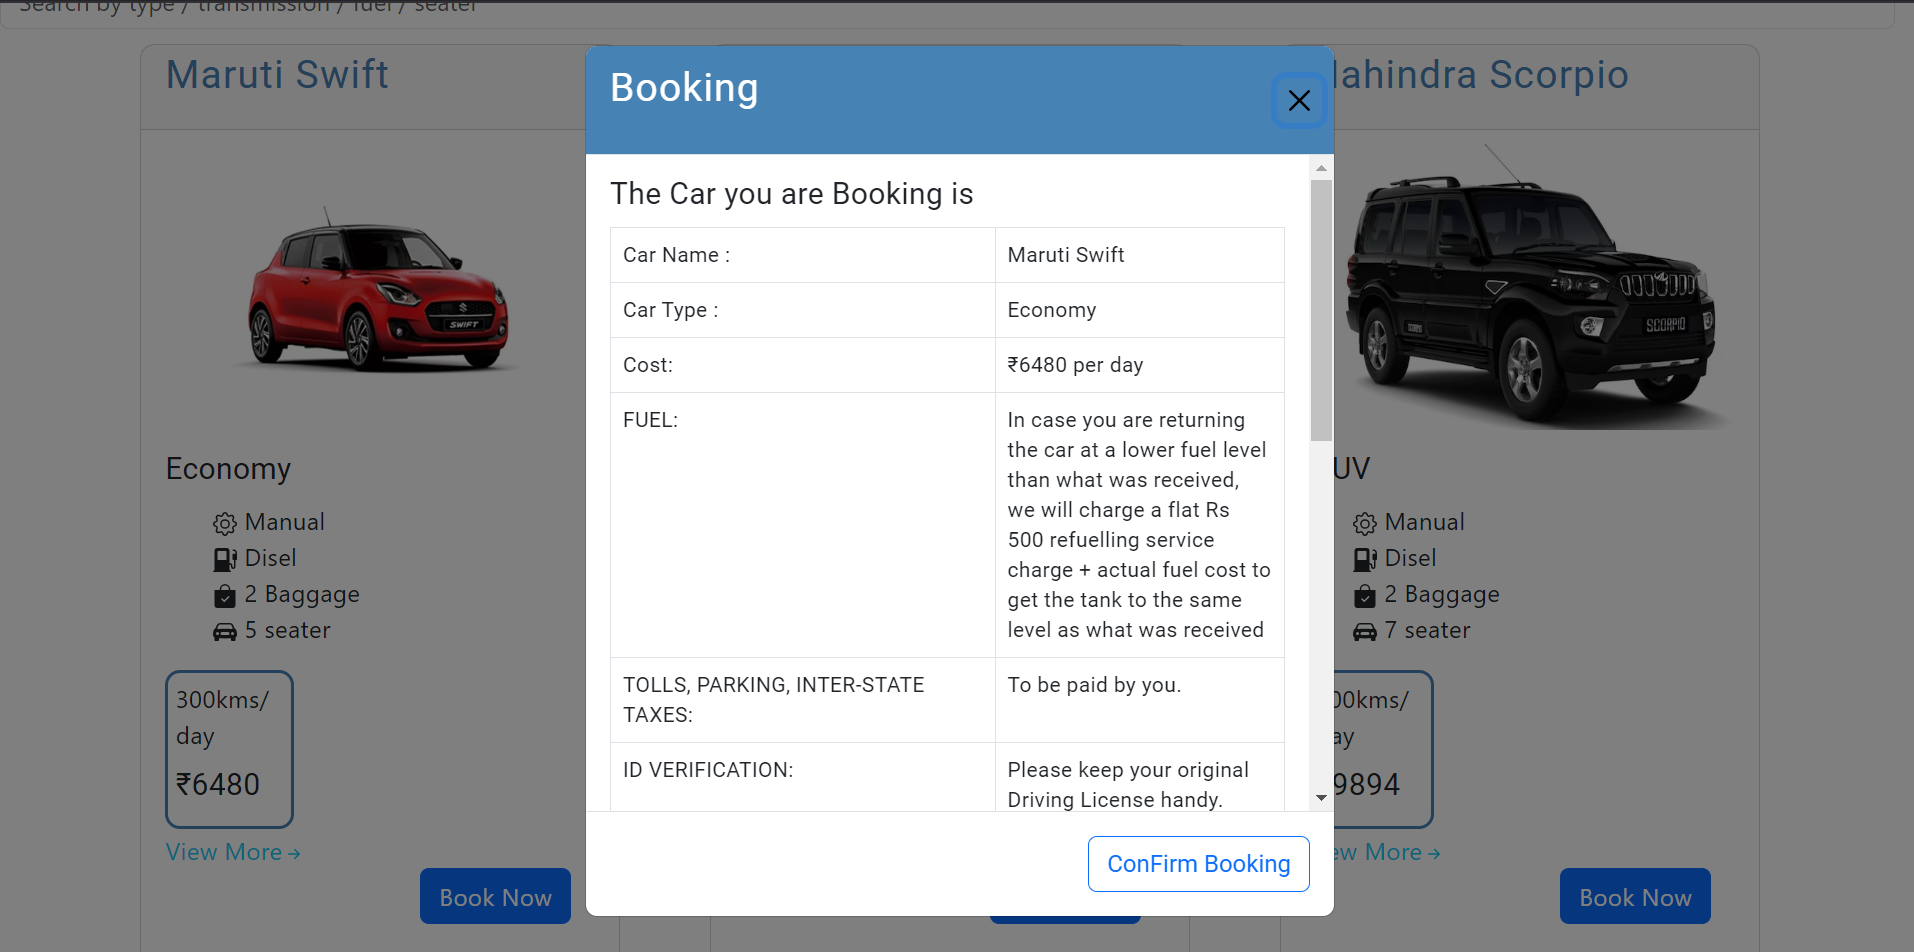 Search by type / transmission / fuel / seater
Maruti Swift
SWIFT
Economy
Manual
Disel
2 Baggage
5 seater
300kms/
day
₹6480
View More →
Book Now
Booking
The Car you are Booking is
Car Name :
Maruti Swift
Car Type :
Economy
Cost:
₹6480 per day
FUEL:
In case you are returning
the car at a lower fuel level
than what was received,
we will charge a flat Rs
500 refuelling service
charge + actual fuel cost to
get the tank to the same
level as what was received
TOLLS, PARKING, INTER-STATE
TAXES:
To be paid by you.
ID VERIFICATION:
Please keep your original
Driving License handy.
ConFirm Booking
ahindra Scorpio
SCORPIO
UV
Manual
Disel
2 Baggage
7 seater
00kms/
ay
9894
ew More →
Book Now